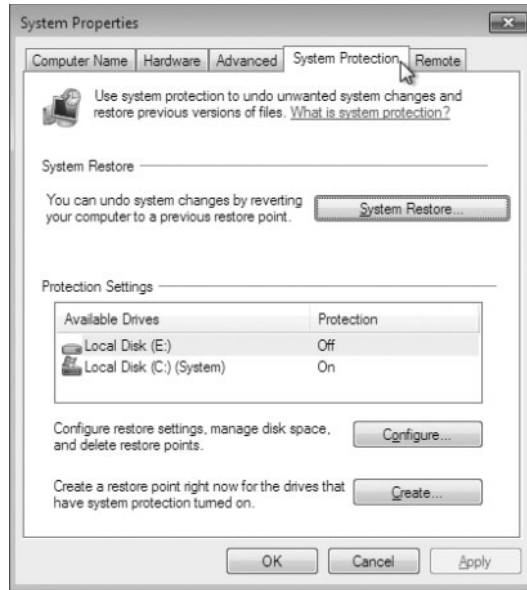 System Properties
Computer Name Hardware Advanced System Protection Remote
Use system protection to undo unwanted system changes and
restore previous versions of files. What is system protection?
System Restore
You can undo system changes by reverting
your computer to a previous restore point.
System Restore...
Protection Settings
Available Drives Protection
Local Disk (E:) Off
Local Disk (C:) (System) On
Configure restore settings, manage disk space,
and delete restore points.
Configure...
Create a restore point right now for the drives that
have system protection turned on.
Create...
OK Cancel Apply